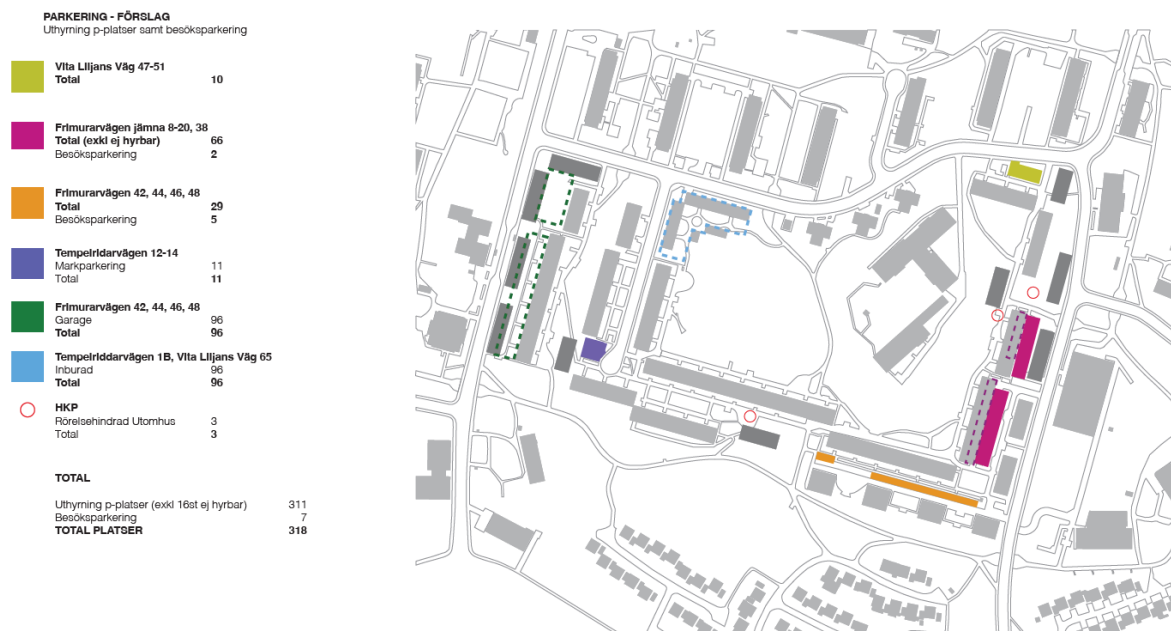 PARKERING - FÖRSLAG
Uthyrning p-platser samt besöksparkering
Vita Liljans Väg 47-51
Total 10
Frimurarvägen jämna 8-20, 38
Total (exkl ej hyrbar) 66
Besöksparkering 2
Frimurarvägen 42, 44, 46, 48
Total 29
Besöksparkering 5
Tempelridarvägen 12-14
Markparkering 11
Total 11
Frimurarvägen 42, 44, 46, 48
Garage 96
Total 96
Tempelriddarvägen 1B, Vita Liljans Väg 65
Inburad 96
Total 96
HKP
Rörelsehindrad Utomhus 3
Total 3
TOTAL
Uthyrning p-platser (exkl 16st ej hyrbar) 311
Besöksparkering 7
TOTAL PLATSER 318